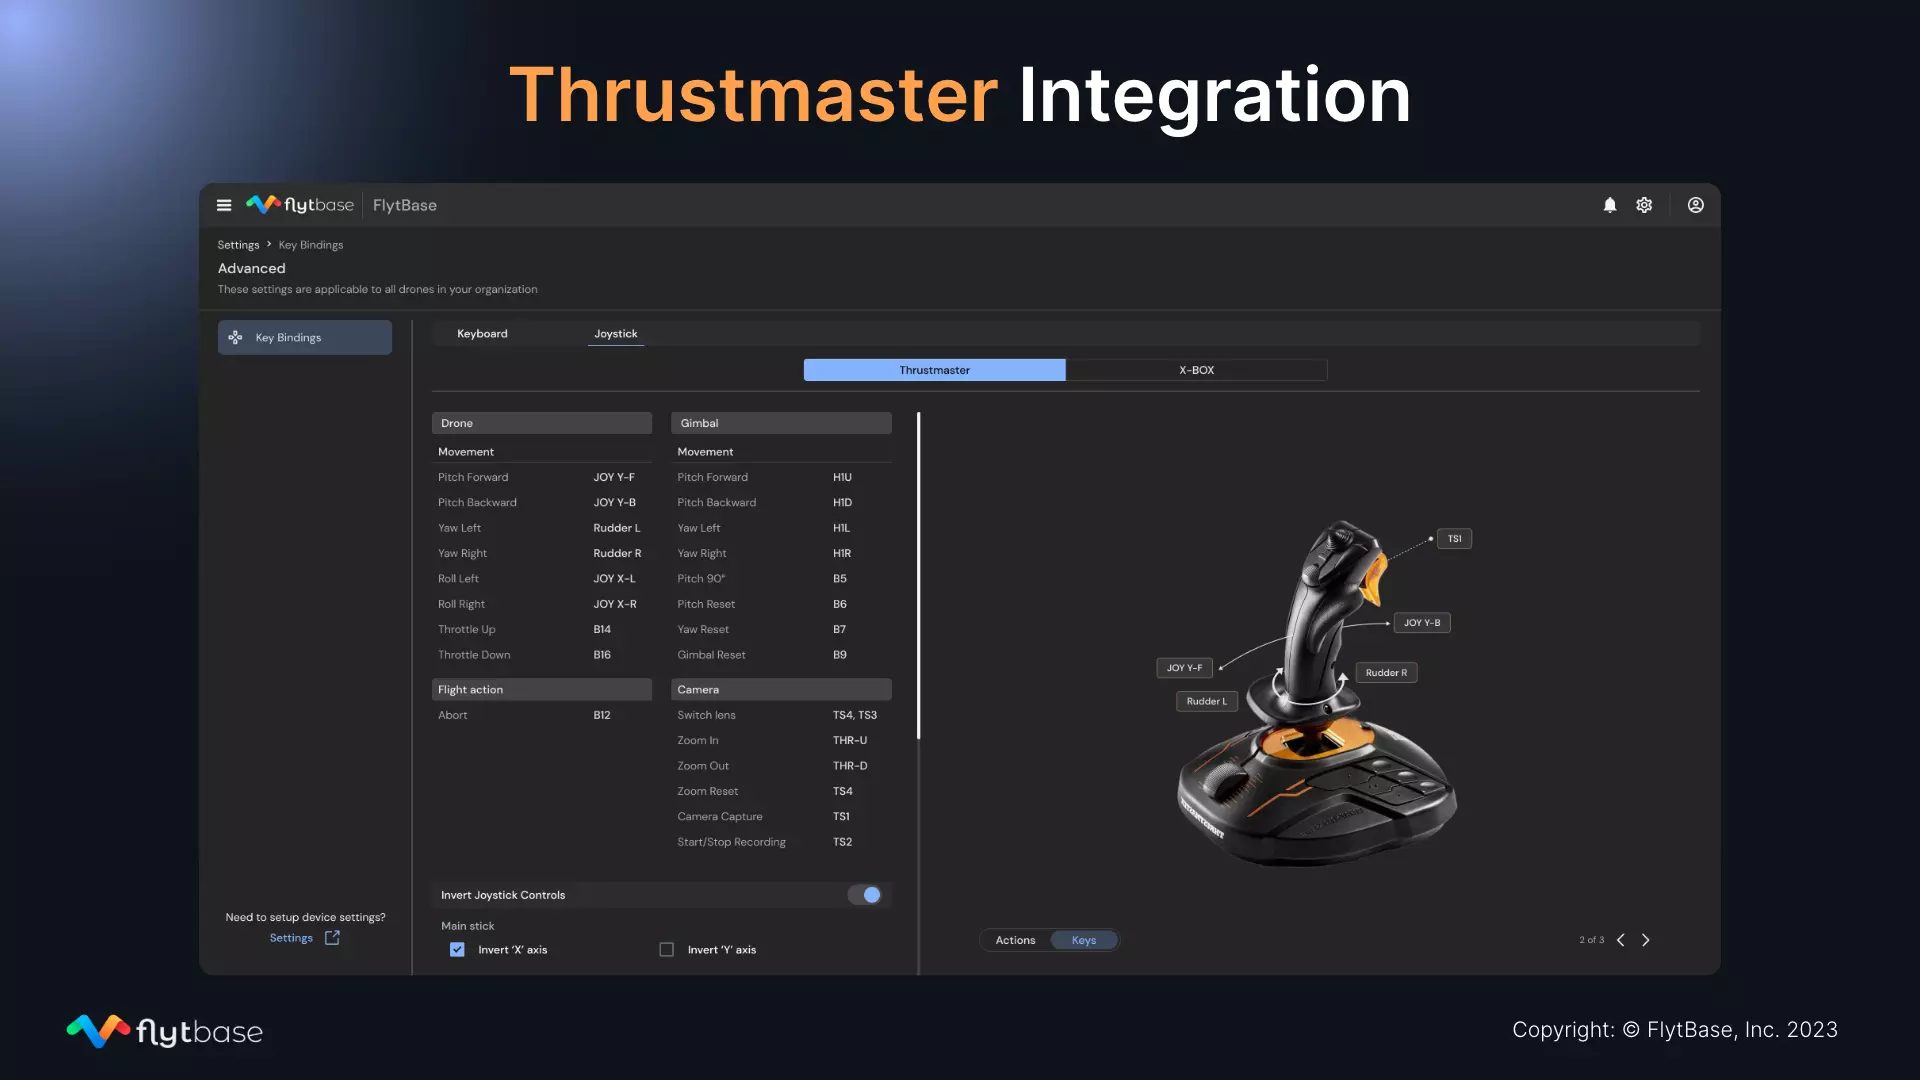 Thrustmaster Integration
flytbase FlytBase
Settings > Key Bindings
Advanced
These settings are applicable to all drones in your organization
Key Bindings
Keyboard Joystick
Thrustmaster X-BOX
Drone
Movement
Pitch Forward JOY Y-F
Pitch Backward JOY Y-B
Yaw Left Rudder L
Yaw Right Rudder R
Roll Left JOY X-L
Roll Right JOY X-R
Throttle Up B14
Throttle Down B16
Flight action
Abort B12
Gimbal
Movement
Pitch Forward H1U
Pitch Backward H1D
Yaw Left H1L
Yaw Right H1R
Pitch 90° B5
Pitch Reset B6
Yaw Reset B7
Gimbal Reset B9
Camera
Switch lens TS4, TS3
Zoom In THR-U
Zoom Out THR-D
Zoom Reset TS4
Camera Capture TS1
Start/Stop Recording TS2
Invert Joystick Controls
Main stick
Invert ‘X’ axis Invert ‘Y’ axis
TS1
JOY Y-B
JOY Y-F
Rudder R
Rudder L
Actions Keys
2 of 3
Need to setup device settings?
Settings
flytbase
Copyright: © FlytBase, Inc. 2023